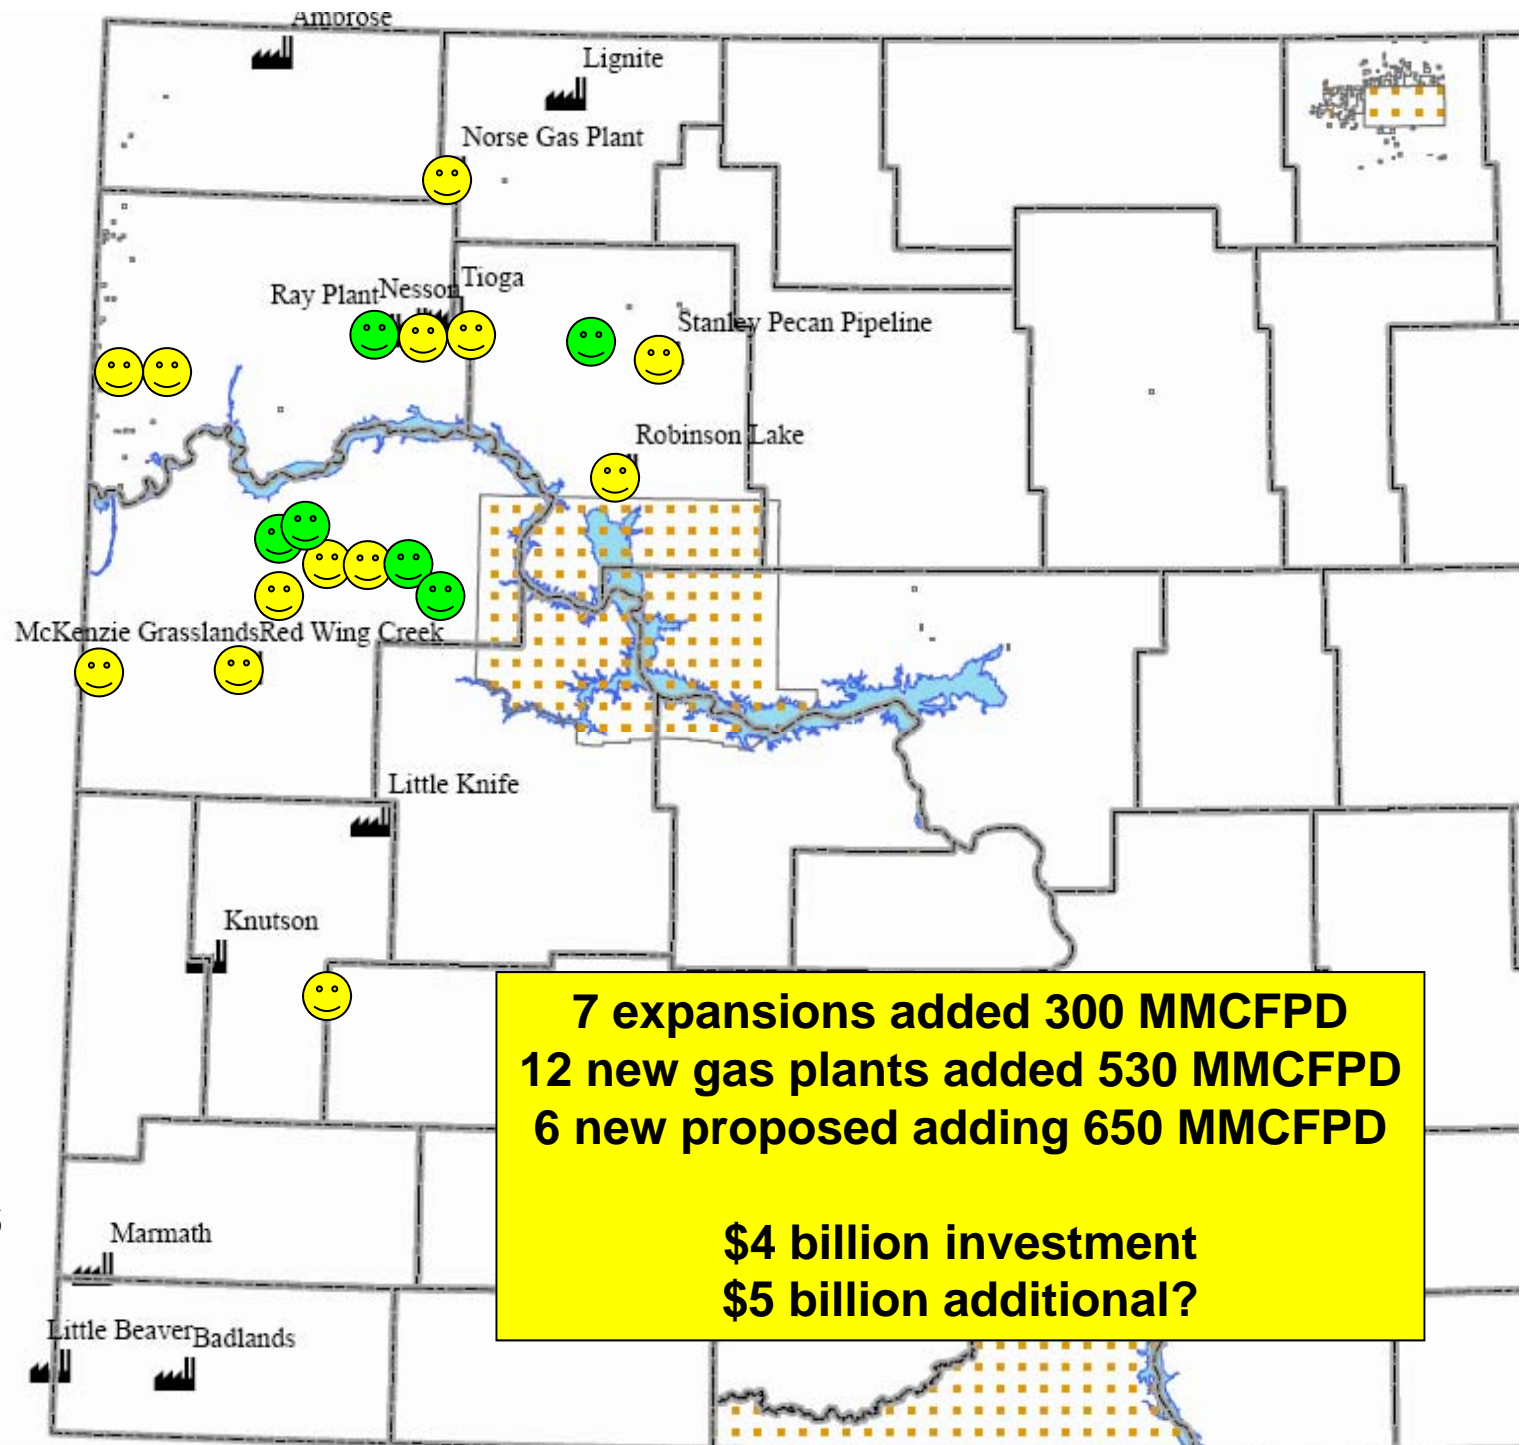 Ambrose
Lignite
Norse Gas Plant
Tioga
Ray Plant
Nesson
Stanley Pecan Pipeline
Robinson Lake
McKenzie Grasslands
Red Wing Creek
Little Knife
Knutson
7 expansions added 300 MMCFPD
12 new gas plants added 530 MMCFPD
6 new proposed adding 650 MMCFPD
$4 billion investment
$5 billion additional?
Marmath
Little Beaver
Badlands